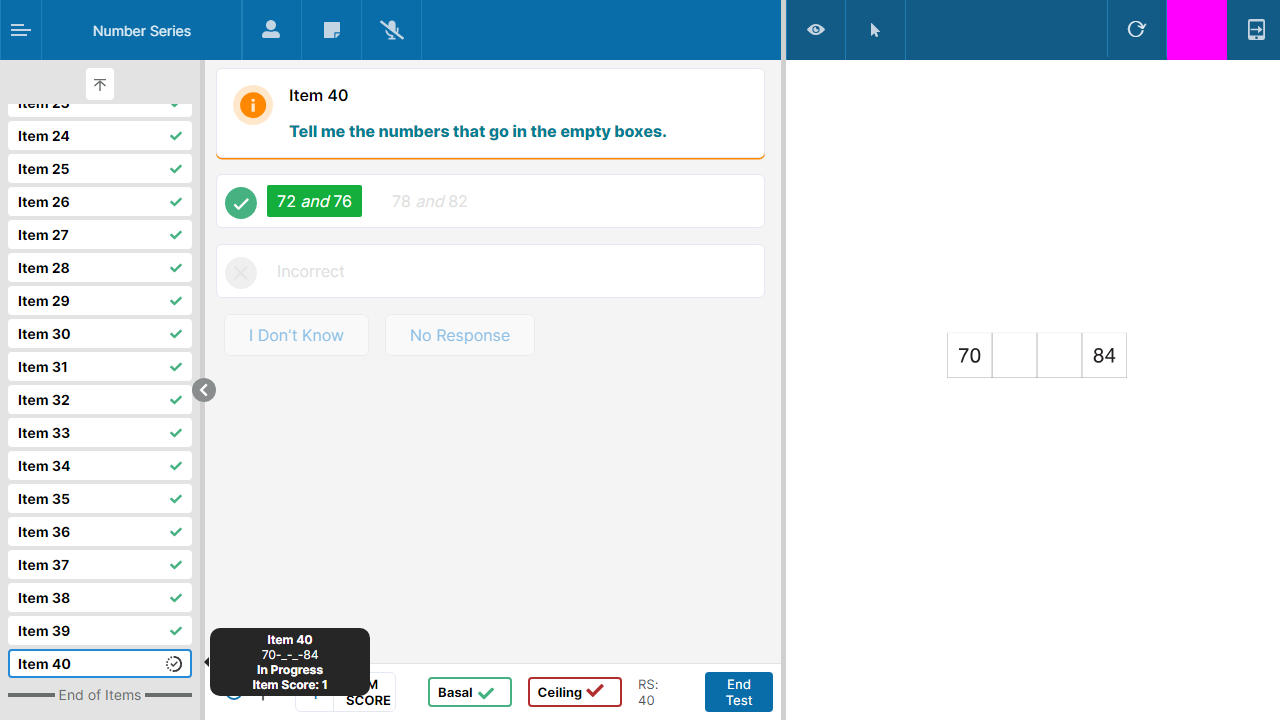 Number Series
Item 23
Item 24
Item 25
Item 26
Item 27
Item 28
Item 29
Item 30
Item 31
Item 32
Item 33
Item 34
Item 35
Item 36
Item 37
Item 38
Item 39
Item 40
End of Items
Item 40
Tell me the numbers that go in the empty boxes.
72 and 76 78 and 82
Incorrect
I Don’t Know No Response
70 84
Item 40
70-_-_-84
In Progress
Item Score: 1
SCORE
Basal
Ceiling
RS:
40
End
Test